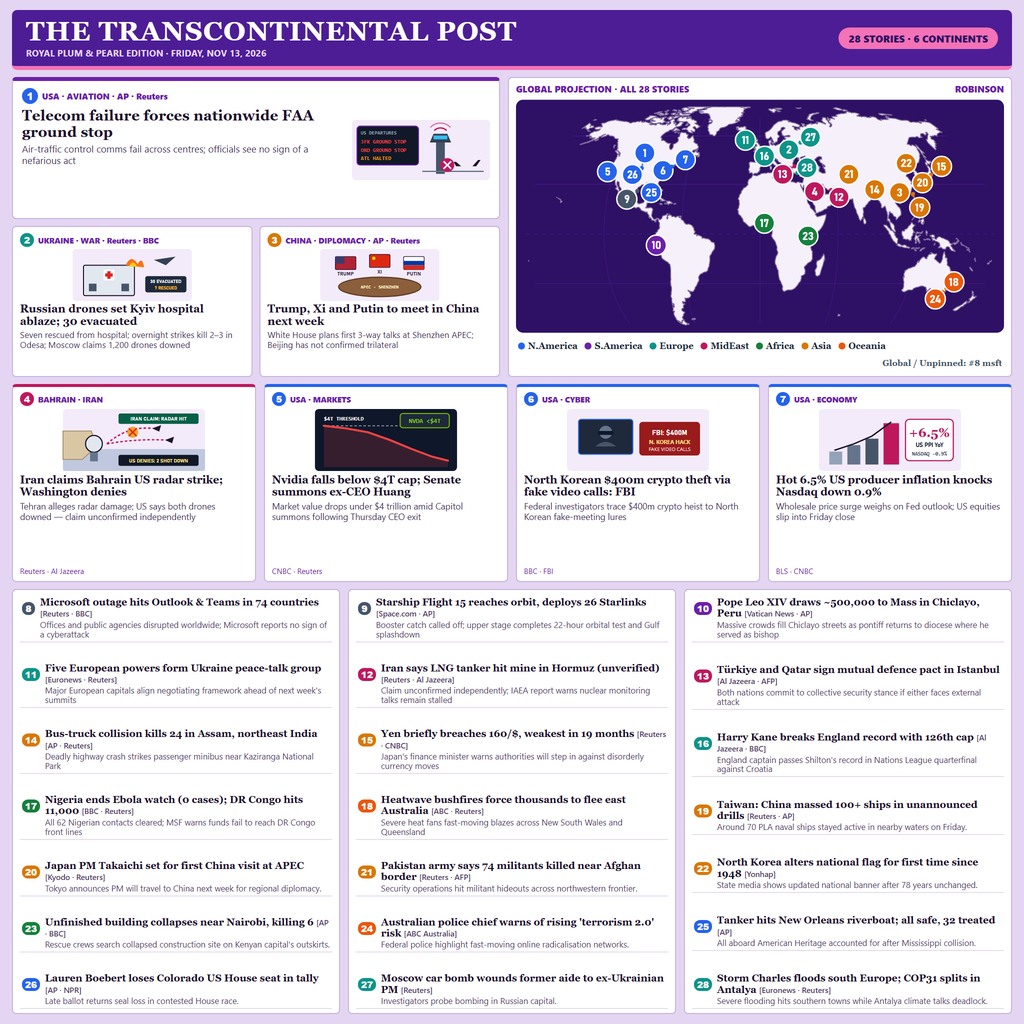 THE TRANSCONTINENTAL POST
ROYAL PLUM & PEARL EDITION · FRIDAY, NOV 13, 2026
28 STORIES · 6 CONTINENTS
1 USA · AVIATION · AP · Reuters
Telecom failure forces nationwide FAA
ground stop
Air-traffic control comms fail across centres; officials see no sign of a
nefarious act
US DEPARTURES
JFK GROUND STOP
ORD GROUND STOP
ATL HALTED
GLOBAL PROJECTION · ALL 28 STORIES
ROBINSON
11
2
27
1
7
16
22
15
5
26
6
13
28
21
20
25
4
12
14
3
9
19
17
23
10
18
24
N.America S.America Europe MidEast Africa Asia Oceania
Global / Unpinned: #8 msft
2 UKRAINE · WAR · Reuters · BBC
30 EVACUATED
7 RESCUED
Russian drones set Kyiv hospital
ablaze; 30 evacuated
Seven rescued from hospital; overnight strikes kill 2–3 in
Odesa; Moscow claims 1,200 drones downed
3 CHINA · DIPLOMACY · AP · Reuters
TRUMP
XI
PUTIN
APEC · SHENZHEN
Trump, Xi and Putin to meet in China
next week
White House plans first 3-way talks at Shenzhen APEC;
Beijing has not confirmed trilateral
4 BAHRAIN · IRAN
IRAN CLAIM: RADAR HIT
US DENIES: 2 SHOT DOWN
Iran claims Bahrain US radar strike;
Washington denies
Tehran alleges radar damage; US says both drones
downed — claim unconfirmed independently
Reuters · Al Jazeera
5 USA · MARKETS
$4T THRESHOLD
NVDA <$4T
Nvidia falls below $4T cap; Senate
summons ex-CEO Huang
Market value drops under $4 trillion amid Capitol
summons following Thursday CEO exit
CNBC · Reuters
6 USA · CYBER
FBI: $400M
N. KOREA HACK
FAKE VIDEO CALLS
North Korean $400m crypto theft via
fake video calls: FBI
Federal investigators trace $400m crypto heist to North
Korean fake-meeting lures
BBC · FBI
7 USA · ECONOMY
+6.5%
US PPI YoY
NASDAQ -0.9%
Hot 6.5% US producer inflation knocks
Nasdaq down 0.9%
Wholesale price surge weighs on Fed outlook; US equities
slip into Friday close
BLS · CNBC
8 Microsoft outage hits Outlook & Teams in 74 countries
[Reuters · BBC]
Offices and public agencies disrupted worldwide; Microsoft reports no sign of
a cyberattack
11 Five European powers form Ukraine peace-talk group
[Euronews · Reuters]
Major European capitals align negotiating framework ahead of next week's
summits
14 Bus-truck collision kills 24 in Assam, northeast India
[AP · Reuters]
Deadly highway crash strikes passenger minibus near Kaziranga National
Park
17 Nigeria ends Ebola watch (0 cases); DR Congo hits
11,000 [BBC · Reuters]
All 62 Nigerian contacts cleared; MSF warns funds fail to reach DR Congo
front lines
20 Japan PM Takaichi set for first China visit at APEC
[Kyodo · Reuters]
Tokyo announces PM will travel to China next week for regional diplomacy.
23 Unfinished building collapses near Nairobi, killing 6 [AP
· BBC]
Rescue crews search collapsed construction site on Kenyan capital's outskirts.
26 Lauren Boebert loses Colorado US House seat in tally
[AP · NPR]
Late ballot returns seal loss in contested House race.
9 Starship Flight 15 reaches orbit, deploys 26 Starlinks
[Space.com · AP]
Booster catch called off; upper stage completes 22-hour orbital test and Gulf
splashdown
12 Iran says LNG tanker hit mine in Hormuz (unverified)
[Reuters · Al Jazeera]
Claim unconfirmed independently; IAEA report warns nuclear monitoring
talks remain stalled
15 Yen briefly breaches 160/$, weakest in 19 months [Reuters
· CNBC]
Japan's finance minister warns authorities will step in against disorderly
currency moves
18 Heatwave bushfires force thousands to flee east
Australia [ABC · Reuters]
Severe heat fans fast-moving blazes across New South Wales and
Queensland
21 Pakistan army says 74 militants killed near Afghan
border [Reuters · AFP]
Security operations hit militant hideouts across northwestern frontier.
24 Australian police chief warns of rising 'terrorism 2.0'
risk [ABC Australia]
Federal police highlight fast-moving online radicalisation networks.
27 Moscow car bomb wounds former aide to ex-Ukrainian
PM [Reuters]
Investigators probe bombing in Russian capital.
10 Pope Leo XIV draws ~500,000 to Mass in Chiclayo,
Peru [Vatican News · AP]
Massive crowds fill Chiclayo streets as pontiff returns to diocese where he
served as bishop
13 Türkiye and Qatar sign mutual defence pact in Istanbul
[Al Jazeera · AFP]
Both nations commit to collective security stance if either faces external
attack
16 Harry Kane breaks England record with 126th cap [Al
Jazeera · BBC]
England captain passes Shilton's record in Nations League quarterfinal
against Croatia
19 Taiwan: China massed 100+ ships in unannounced
drills [Reuters · AP]
Around 70 PLA naval ships stayed active in nearby waters on Friday.
22 North Korea alters national flag for first time since
1948 [Yonhap]
State media shows updated national banner after 78 years unchanged.
25 Tanker hits New Orleans riverboat; all safe, 32 treated
[AP]
All aboard American Heritage accounted for after Mississippi collision.
28 Storm Charles floods south Europe; COP31 splits in
Antalya [Euronews · Reuters]
Severe flooding hits southern towns while Antalya climate talks deadlock.